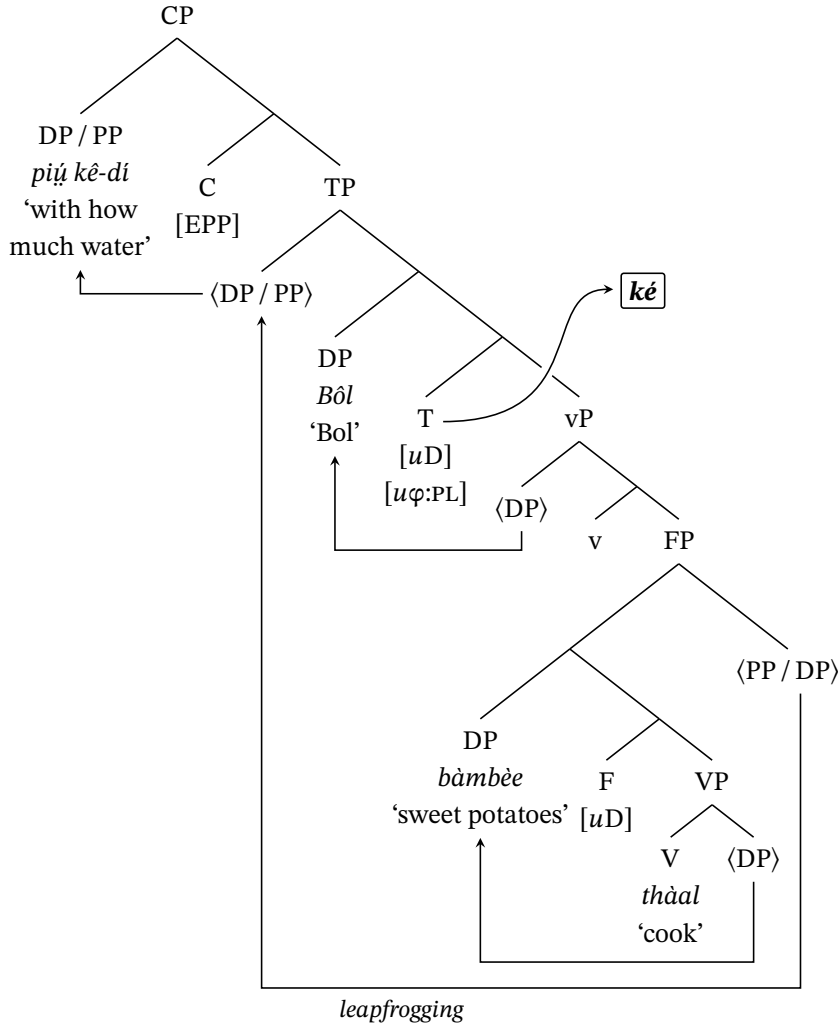 CP
DP / PP
piṳ́ kê-dí
‘with how
much water’
C
[EPP]
TP
⟨DP / PP⟩
ké
DP
Bôl
‘Bol’
T
[uD]
[uφ:PL]
vP
⟨DP⟩
v
FP
⟨PP / DP⟩
DP
bàmbèe
‘sweet potatoes’
F
[uD]
VP
V
thàal
‘cook’
⟨DP⟩
leapfrogging